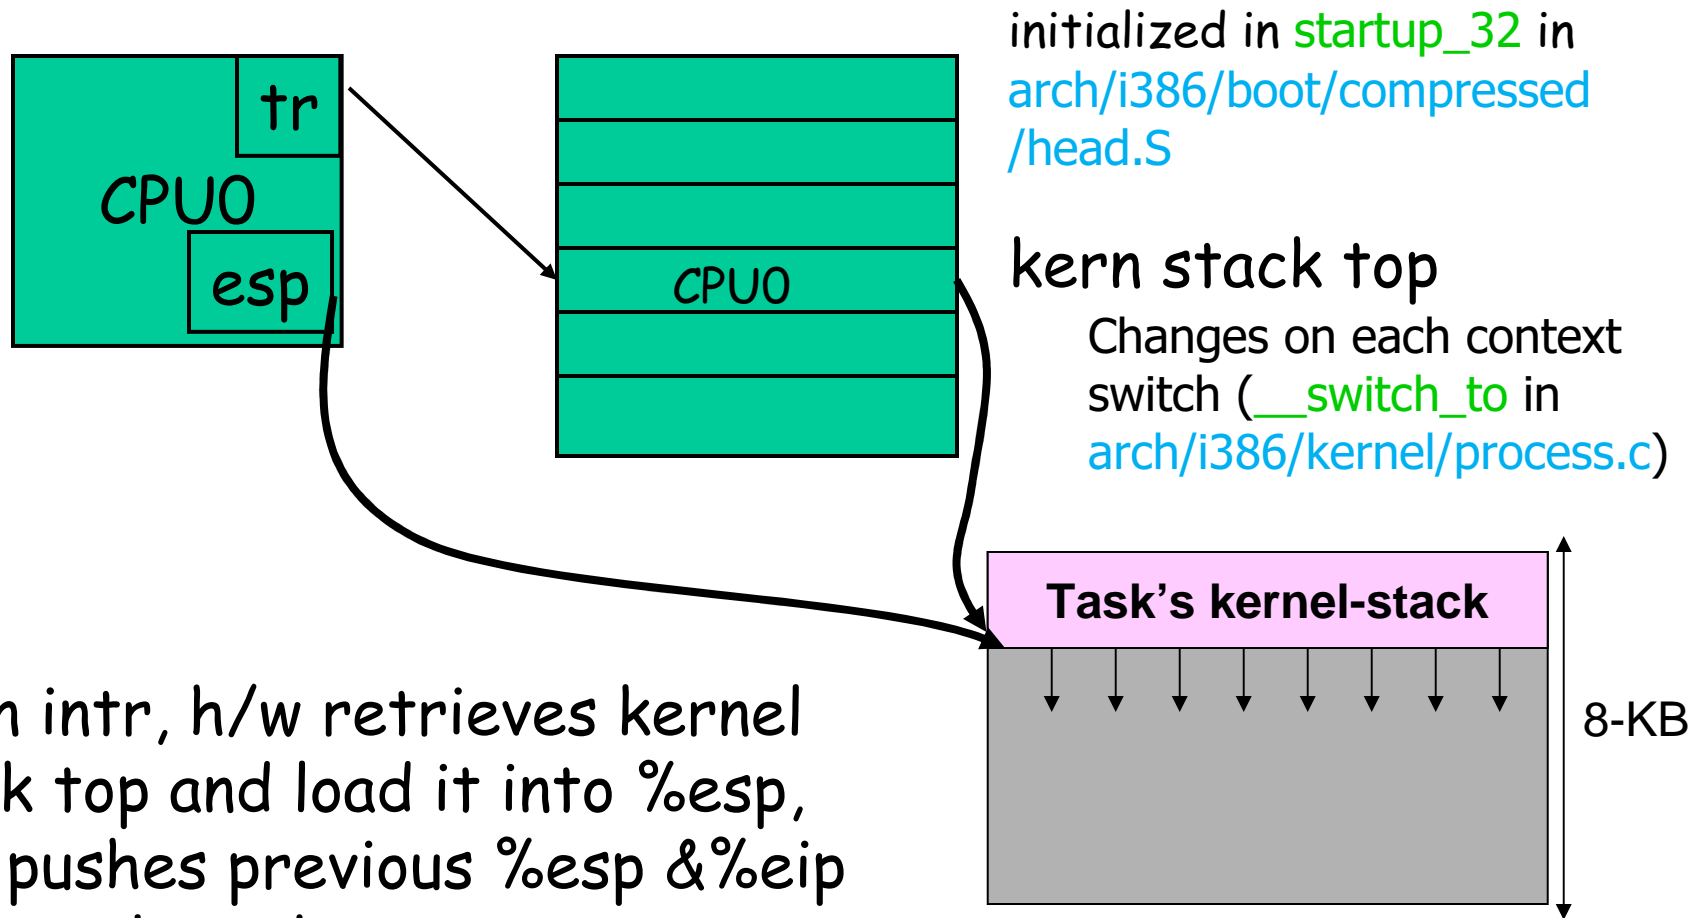 initialized in startup_32 in
arch/i386/boot/compressed
/head.S
tr
CPU0
esp
CPU0
kern stack top
Changes on each context
switch (__switch_to in
arch/i386/kernel/process.c)
Task’s kernel-stack
8-KB
intr, h/w retrieves kernel
top and load it into %esp,
pushes previous %esp &%eip